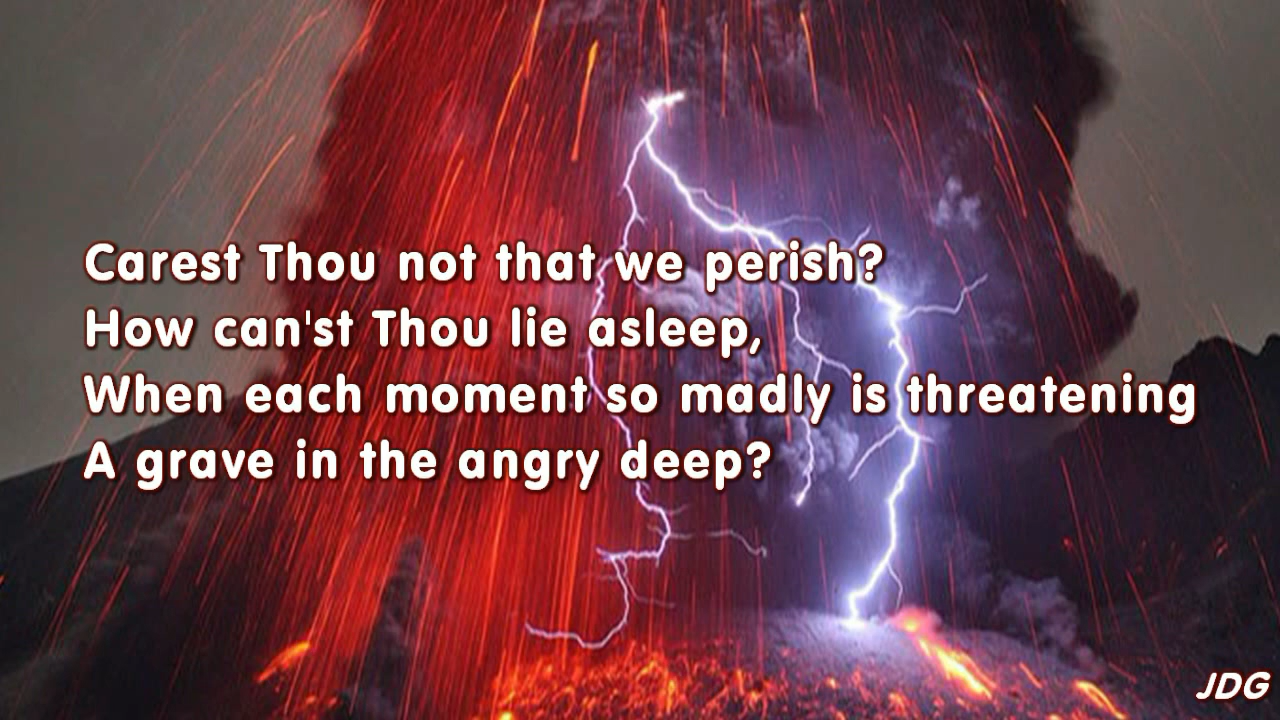 Carest Thou not that we perish?
How can'st Thou lie asleep,
When each moment so madly is threatening
A grave in the angry deep?
JDG